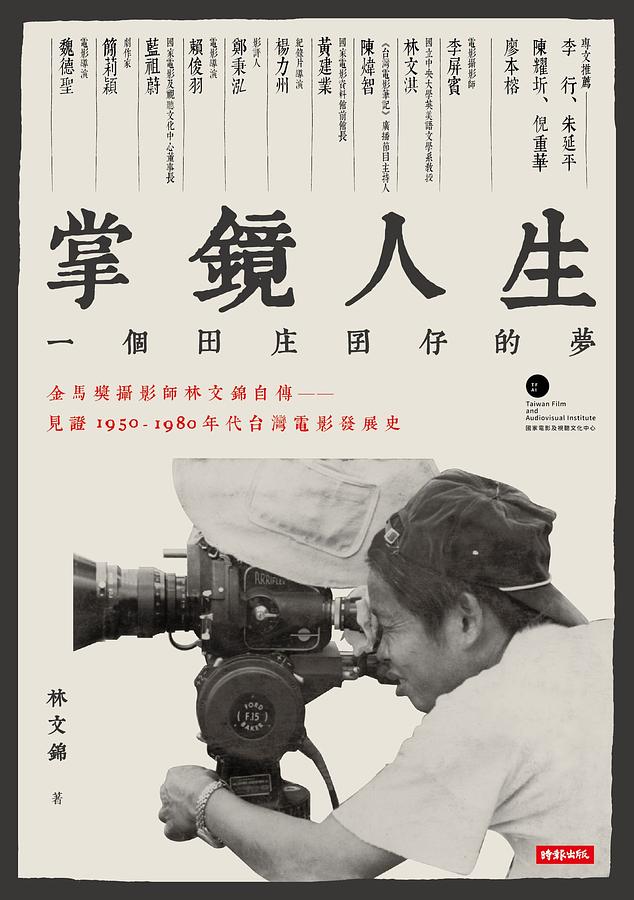 專文推薦
李　行、朱延平
陳耀圻、倪重華
廖本榕
電影攝影師
李屏賓
國立中央大學英美語文學系教授
林文淇
《台灣電影筆記》廣播節目主持人
陳煒智
國家電影資料館前館長
黃建業
紀錄片導演
楊力州
影評人
鄭秉泓
電影導演
賴俊羽
國家電影及視聽文化中心董事長
藍祖蔚
劇作家
簡莉穎
電影導演
魏德聖
掌鏡人生
一個田庄囝仔的夢
金馬獎攝影師林文錦自傳——
見證1950-1980年代台灣電影發展史
TF
AI
Taiwan Film
and
Audiovisual Institute
國家電影及視聽文化中心
ARRIFLEX
FORD
(F.15)
BAKER
林文錦　著
時報出版